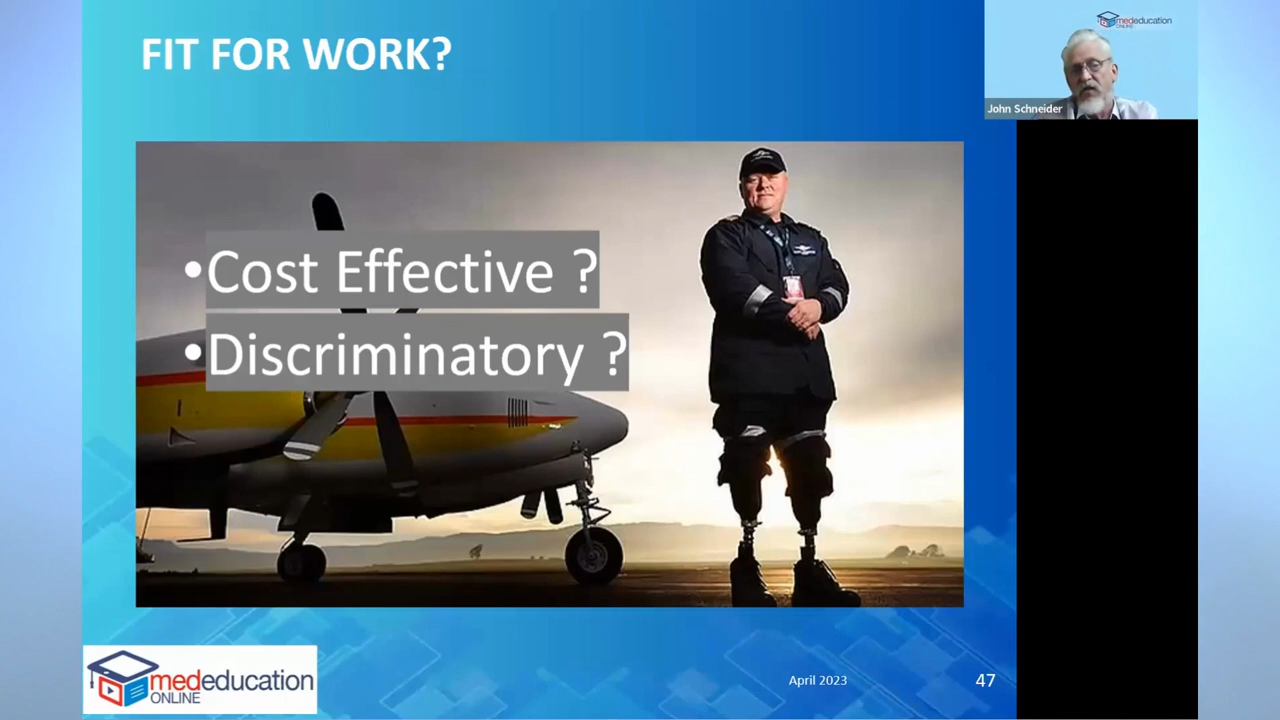 FIT FOR WORK?
mededucation
ONLINE
John Schneider
•Cost Effective ?
•Discriminatory ?
mededucation
ONLINE
April 2023
47